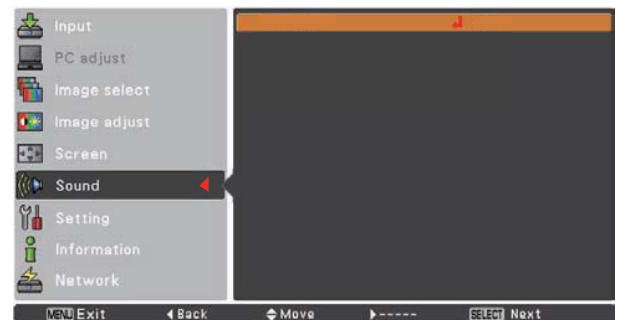 Input
PC adjust
Image select
Image adjust
Screen
Sound
Setting
Information
Network
MENU Exit Back Move ----- SELECT Next